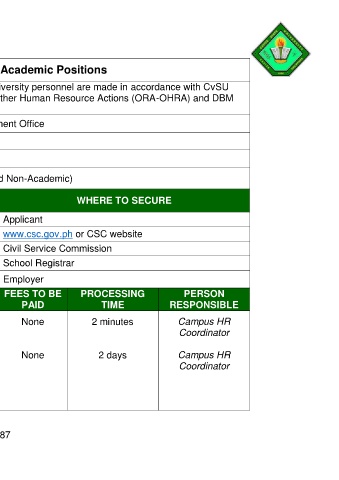 Academic Positions
iversity personnel are made in accordance with CvSU
ther Human Resource Actions (ORA-OHRA) and DBM
nent Office
d Non-Academic)
WHERE TO SECURE
Applicant
www.csc.gov.ph or CSC website
Civil Service Commission
School Registrar
Employer
FEES TO BE PAID
PROCESSING TIME
PERSON RESPONSIBLE
None
2 minutes
Campus HR
Coordinator
None
2 days
Campus HR
Coordinator
87